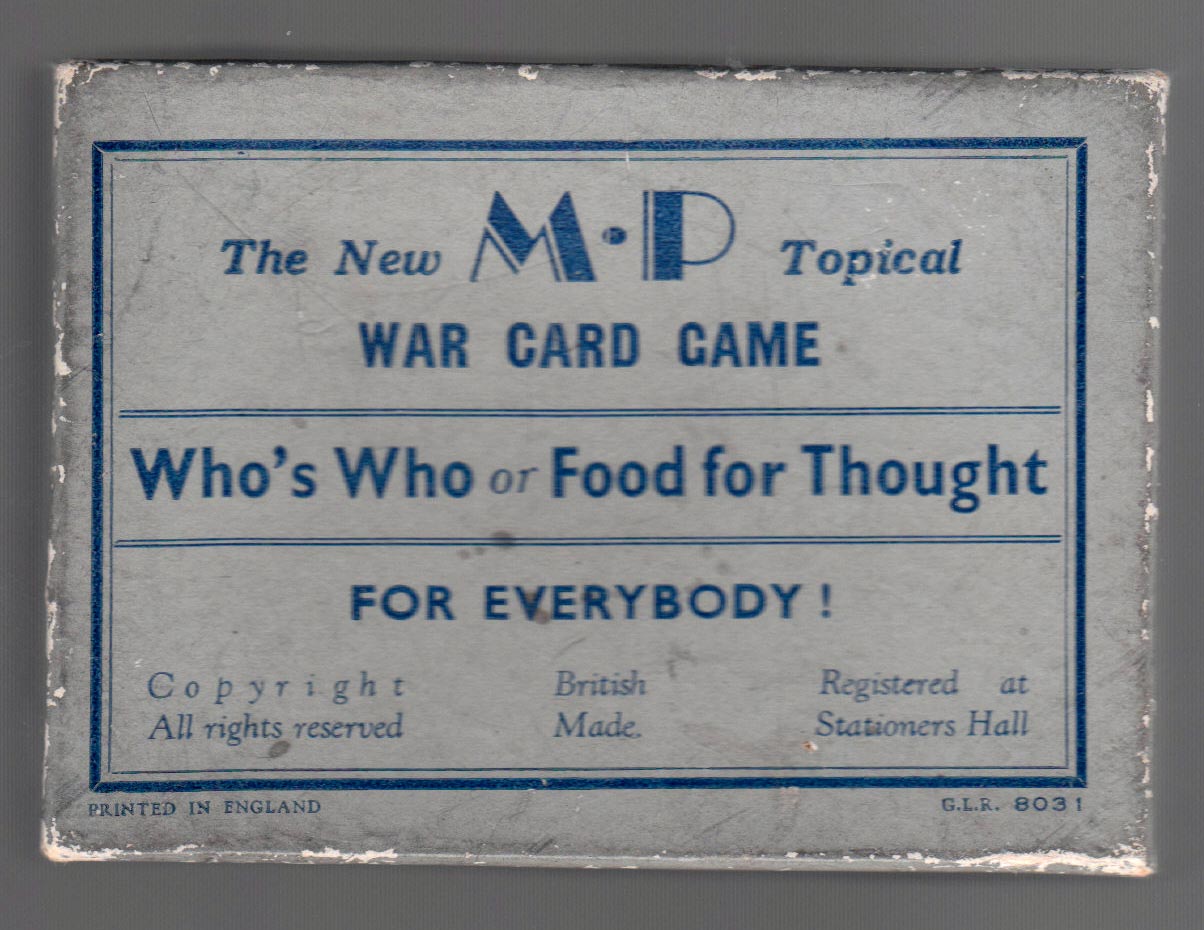 The New M·P Topical
WAR CARD GAME
Who's Who or Food for Thought
FOR EVERYBODY!
Copyright British Registered at
All rights reserved Made. Stationers Hall
PRINTED IN ENGLAND G.L.R. 8031